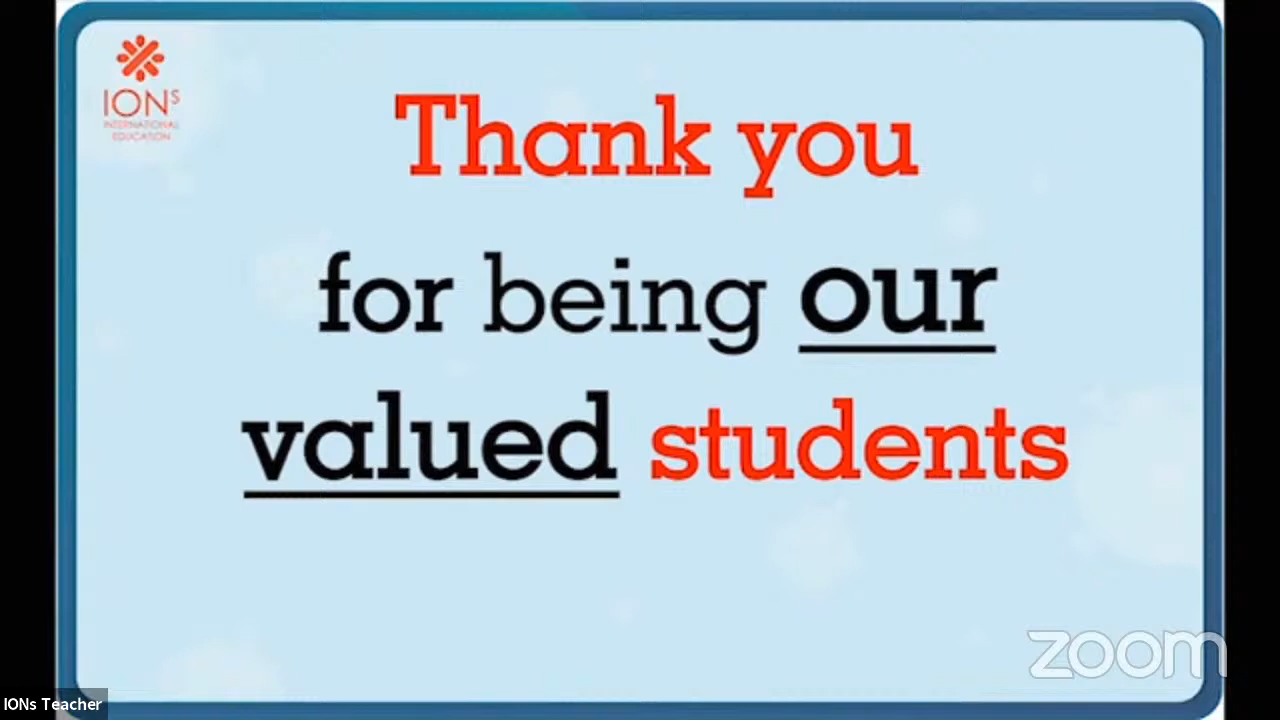 IONS
INTERNATIONAL
EDUCATION
Thank you
for being our
valued students
zoom
IONs Teacher